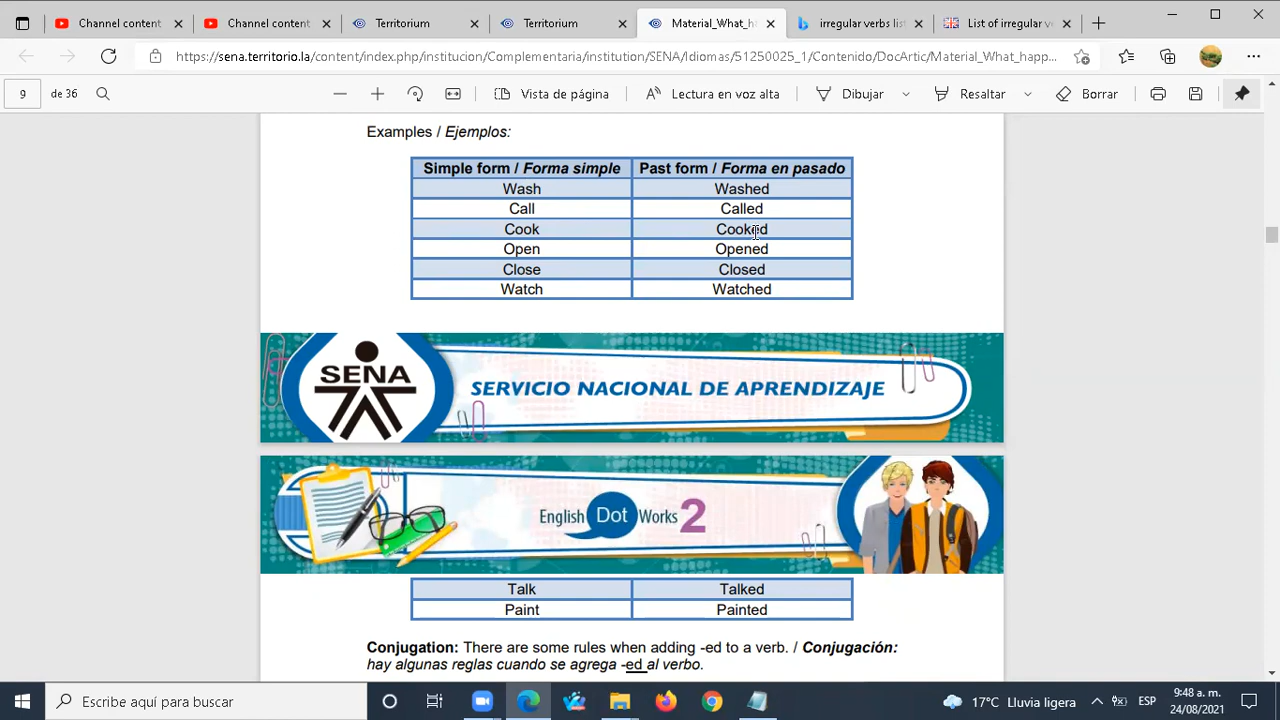 Channel content
Channel content
Territorium
Territorium
Material_What_happ
irregular verbs list
List of irregular ve
https://sena.territorio.la/content/index.php/institucion/Complementaria/institution/SENA/Idiomas/51250025_1/Contenido/DocArtic/Material_What_happ...
9 de 36
Vista de página
Lectura en voz alta
Dibujar
Resaltar
Borrar
Examples / Ejemplos:
Simple form / Forma simple Past form / Forma en pasado
Wash Washed
Call Called
Cook Cooked
Open Opened
Close Closed
Watch Watched
SENA
SERVICIO NACIONAL DE APRENDIZAJE
English Dot Works 2
Talk Talked
Paint Painted
Conjugation: There are some rules when adding -ed to a verb. / Conjugación:
hay algunas reglas cuando se agrega -ed al verbo.
Escribe aquí para buscar
17°C Lluvia ligera
ESP
9:48 a. m.
24/08/2021